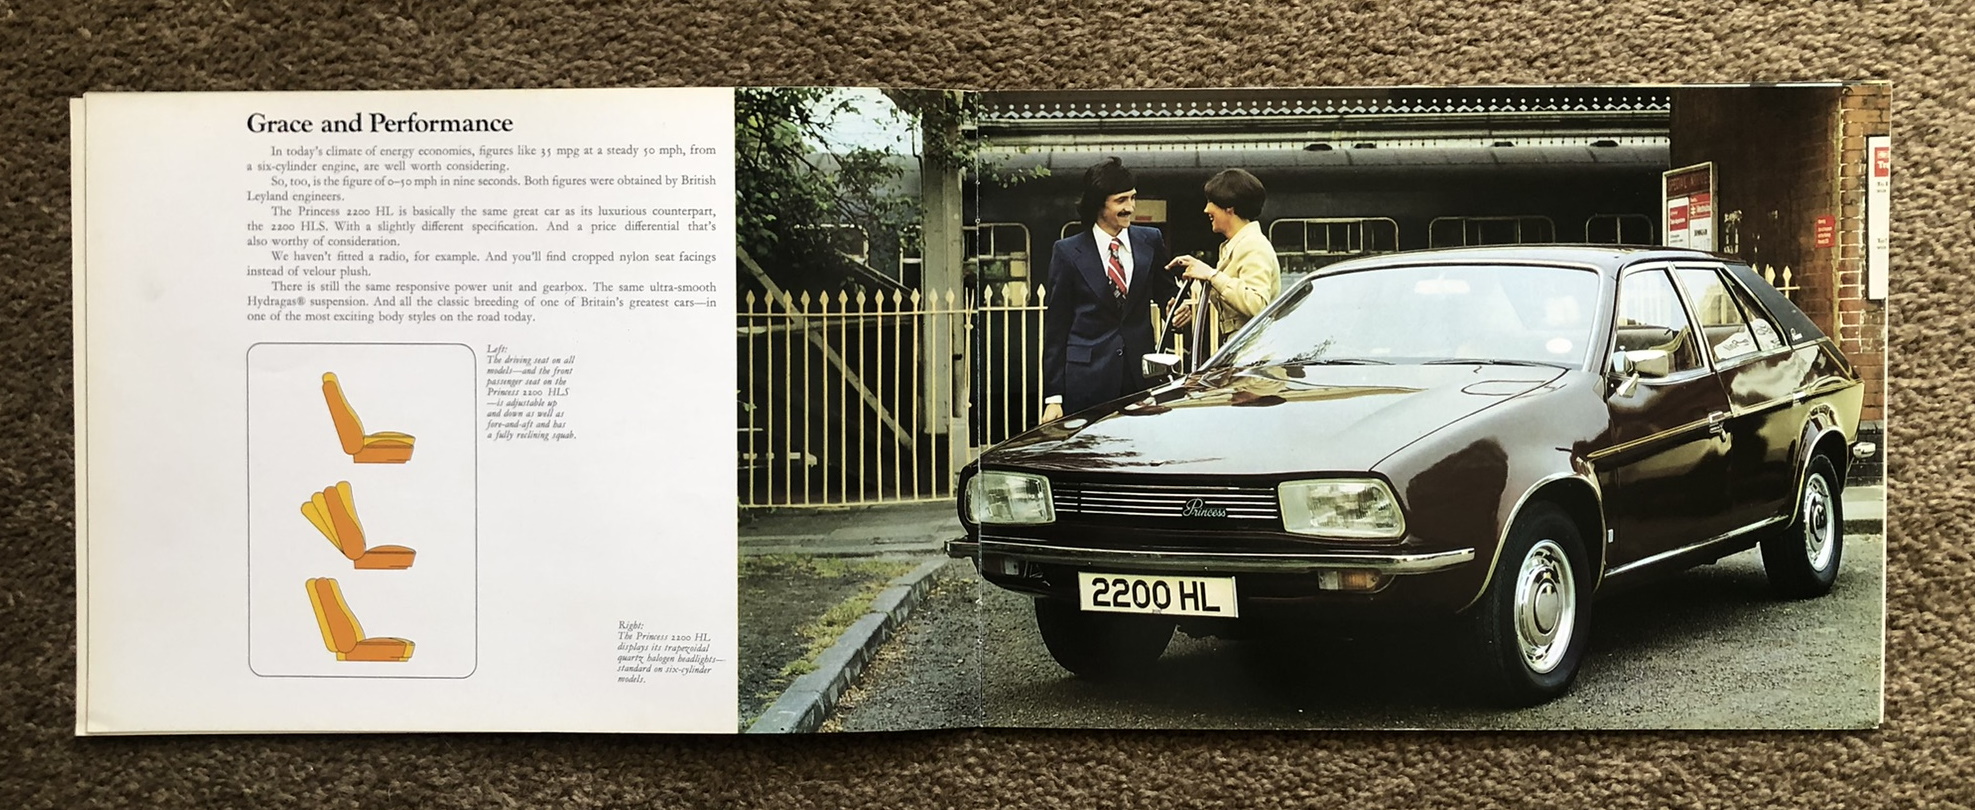 Grace and Performance
In today's climate of energy economies, figures like 35 mpg at a steady 50 mph, from
a six-cylinder engine, are well worth considering.
So, too, is the figure of 0–50 mph in nine seconds. Both figures were obtained by British
Leyland engineers.
The Princess 2200 HL is basically the same great car as its luxurious counterpart,
the 2200 HLS. With a slightly different specification. And a price differential that's
also worthy of consideration.
We haven't fitted a radio, for example. And you'll find cropped nylon seat facings
instead of velour plush.
There is still the same responsive power unit and gearbox. The same ultra-smooth
Hydragas® suspension. And all the classic breeding of one of Britain's greatest cars—in
one of the most exciting body styles on the road today.
Left:
The driving seat on all
models—and the front
passenger seat on the
Princess 2200 HLS
—is adjustable up
and down as well as
fore-and-aft and has
a fully reclining squab.
Right:
The Princess 2200 HL
displays its trapezoidal
quartz halogen headlights—
standard on six-cylinder
models.
SPECIAL NOTICE
Princess
2200 HL